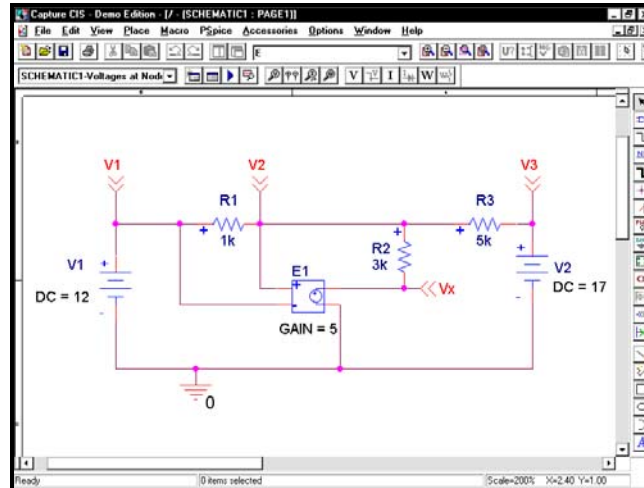 Capture CIS - Demo Edition - [/ - (SCHEMATIC1 : PAGE1)]
File Edit View Place Macro PSpice Accessories Options Window Help
E
SCHEMATIC1-Voltages at Node
V I W
V1 V2 V3
R1 R3
1k 5k
R2
3k
V1 E1 V2
DC = 12 Vx DC = 17
GAIN = 5
0
Ready 0 items selected Scale=200% X=2.40 Y=1.00